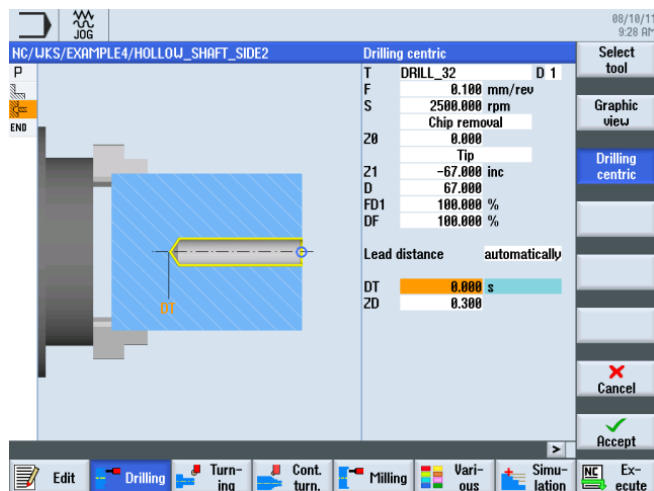 JOG
08/10/11
9:28 AM
NC/WKS/EXAMPLE4/HOLLOW_SHAFT_SIDE2
Drilling centric
Select tool
P
END
T DRILL_32 D 1
F 0.100 mm/rev
S 2500.000 rpm
Chip removal
Z0 0.000
Tip
Z1 -67.000 inc
D 67.000
FD1 100.000 %
DF 100.000 %
Lead distance automatically
DT 0.000 s
ZD 0.300
DT
Graphic view
Drilling centric
Cancel
Accept
>
Edit
Drilling
Turn-
ing
Cont.
turn.
Milling
Vari-
ous
Simu-
lation
NC
Ex-
ecute